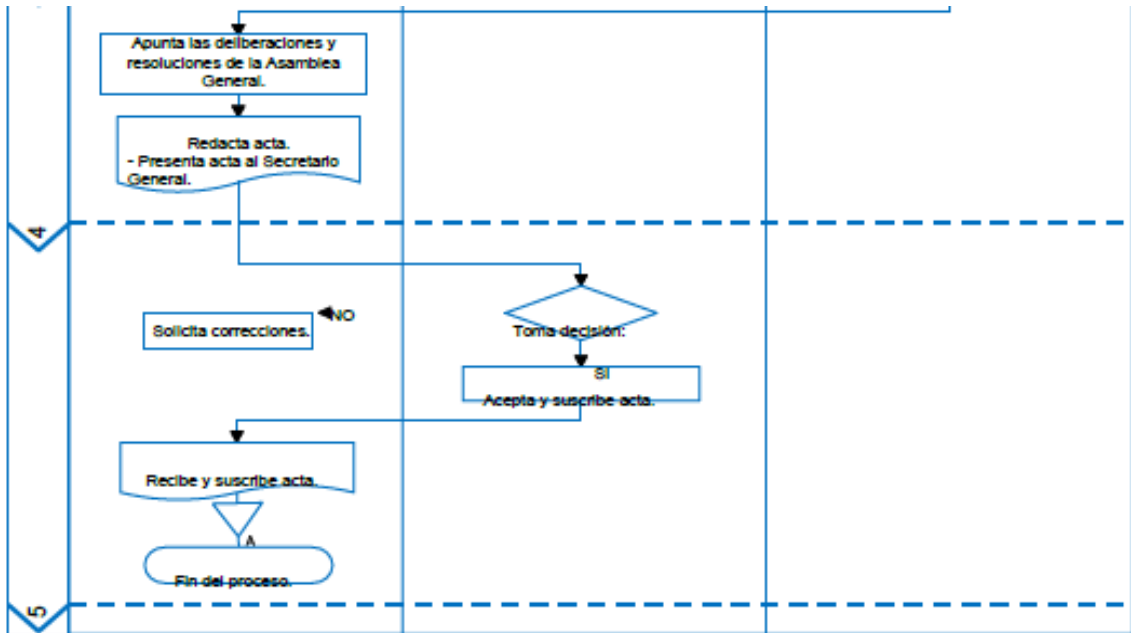 Apunta las deliberaciones y
resoluciones de la Asamblea
General.
Redacta acta.
- Presenta acta al Secretario
General.
4
NO
Solicita correcciones.
Toma decisión:
SI
Acepta y suscribe acta.
Recibe y suscribe acta.
A
Fin del proceso.
5